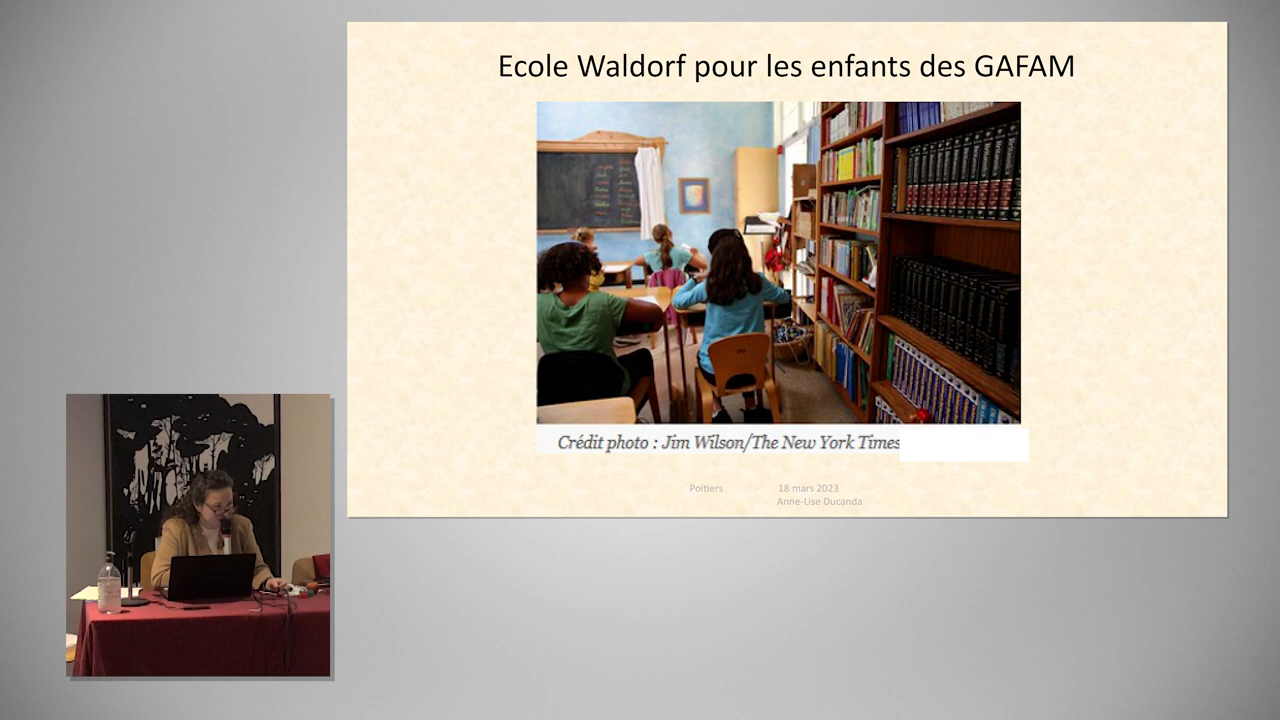 Ecole Waldorf pour les enfants des GAFAM
Crédit photo : Jim Wilson/The New York Times
Poitiers 18 mars 2023
Anne-Lise Ducanda